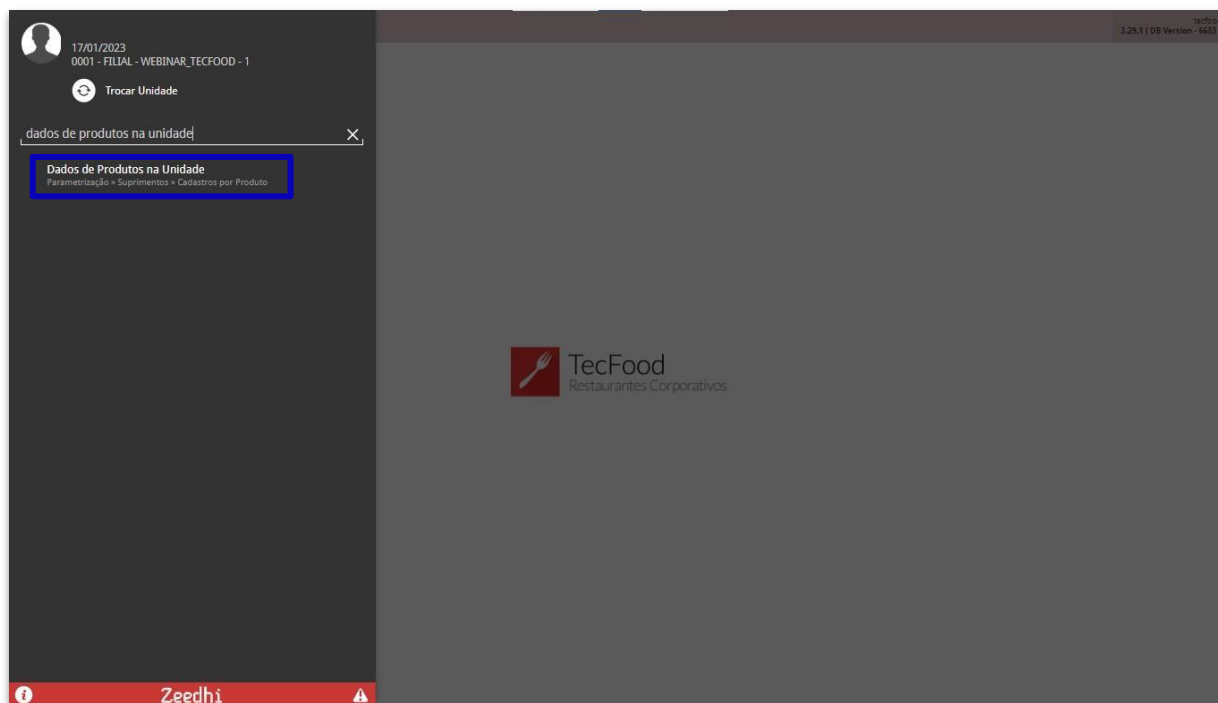 17/01/2023
0001 - FILIAL - WEBINAR_TECFOOD - 1
Trocar Unidade
dados de produtos na unidade
Dados de Produtos na Unidade
Parametrização » Suprimentos » Cadastros por Produto
tecfoo
3.29.1 ( DB Version - 6683
TecFood
Restaurantes Corporativos
Zeedhi